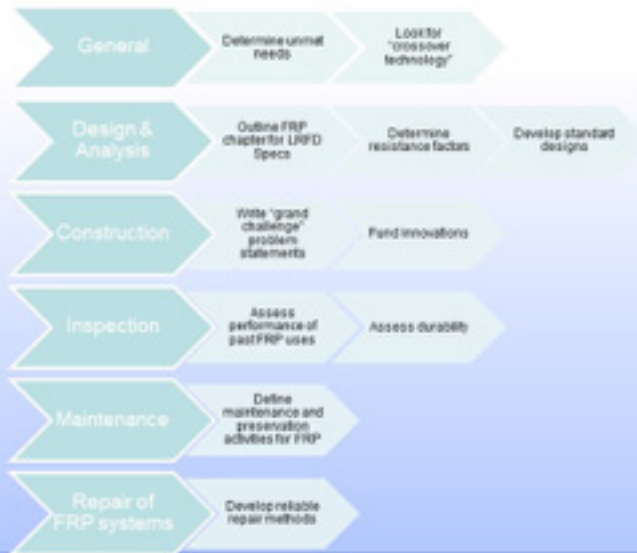 General
Determine unmet
needs
Look for
"crossover
technology"
Design &
Analysis
Outline FRP
chapter for LRFD
Specs
Determine
resistance factors
Develop standard
designs
Construction
Write "grand
challenge"
problem
statements
Fund innovations
Inspection
Assess
performance of
past FRP uses
Assess durability
Maintenance
Define
maintenance and
preservation
activities for FRP
Repair of
FRP systems
Develop reliable
repair methods